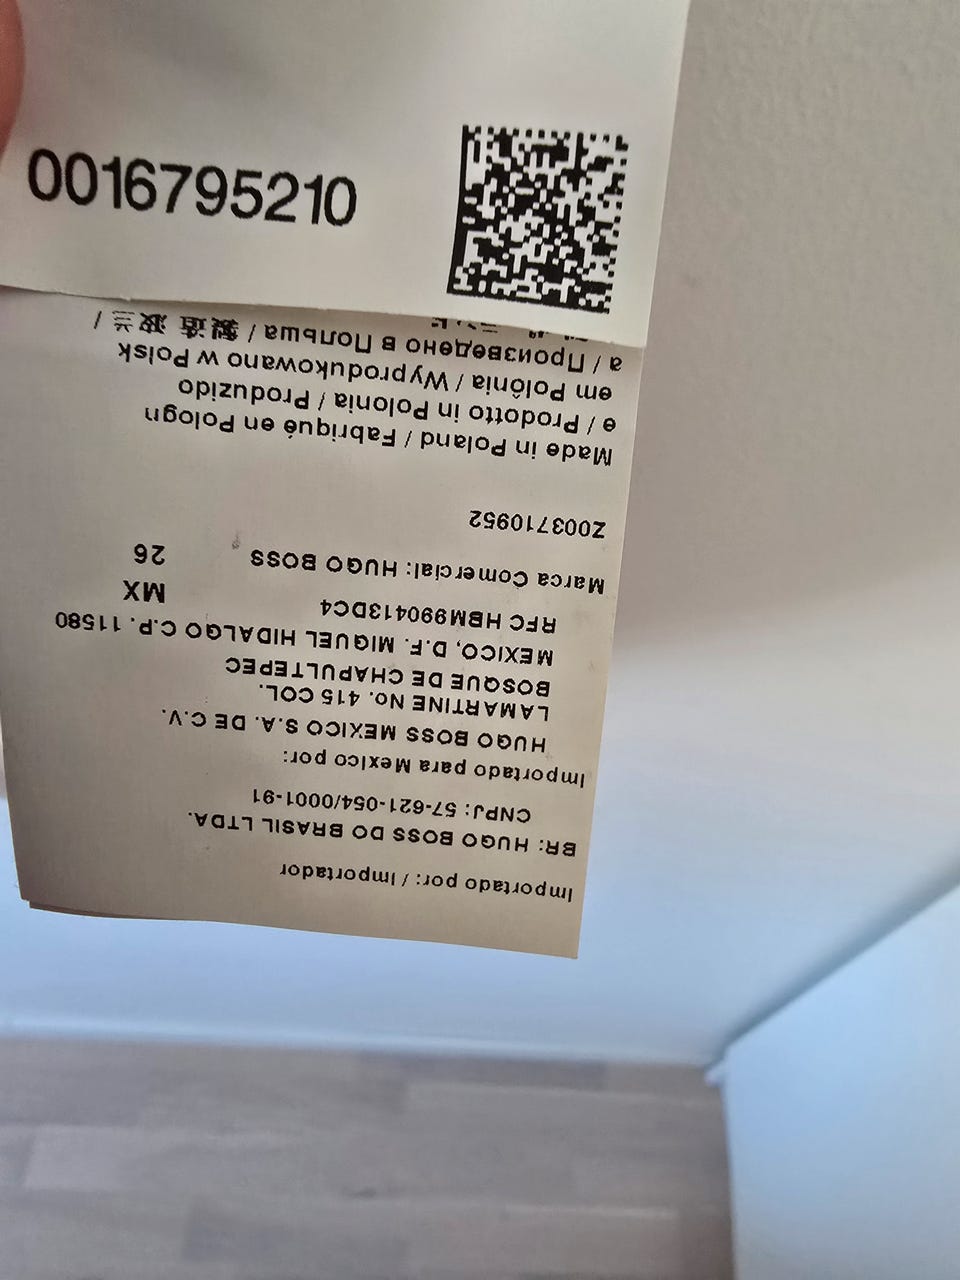 0016795210
Importado por: / Importador
BR: HUGO BOSS DO BRASIL LTDA.
CNPJ: 57-621-054/0001-91
Importado para Mexico por:
HUGO BOSS MEXICO S.A. DE C.V.
LAMARTINE No. 415 COL.
BOSQUE DE CHAPULTEPEC
MEXICO, D.F. MIGUEL HIDALGO C.P. 11580
RFC HBM990413DC4
MX
26
Marca Comercial: HUGO BOSS
Z003710952
Made in Poland / Fabriqué en Pologn
e / Prodotto in Polonia / Produzido
em Polônia / Wyprodukowano w Polsk
a / Произведено в Польша / 製造 波兰 /